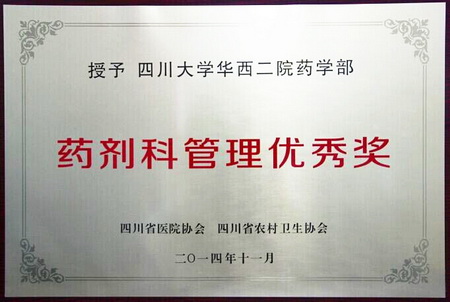 授予 四川大学华西二院药学部
药剂科管理优秀奖
四川省医院协会 四川省农村卫生协会
二〇一四年十一月